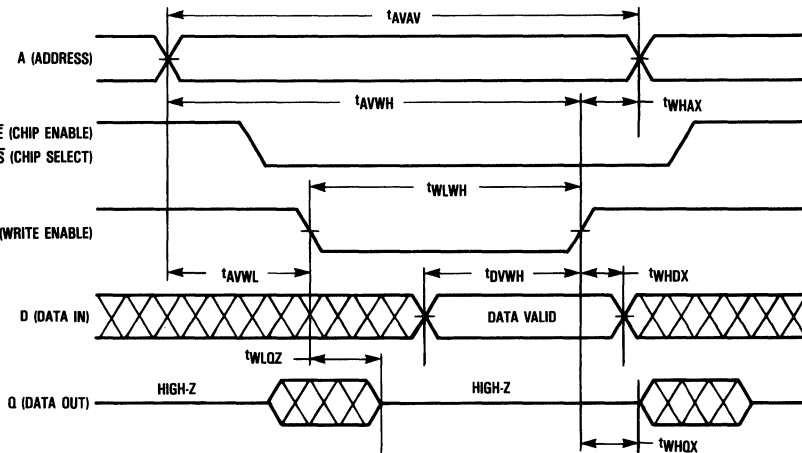 tAVAV
A (ADDRESS)
tAVWH
tWHAX
E̅ (CHIP ENABLE)
S̅ (CHIP SELECT)
tWLWH
(WRITE ENABLE)
tAVWL
tDVWH
tWHDX
D (DATA IN)
DATA VALID
tWLQZ
HIGH-Z
HIGH-Z
Q (DATA OUT)
tWHQX